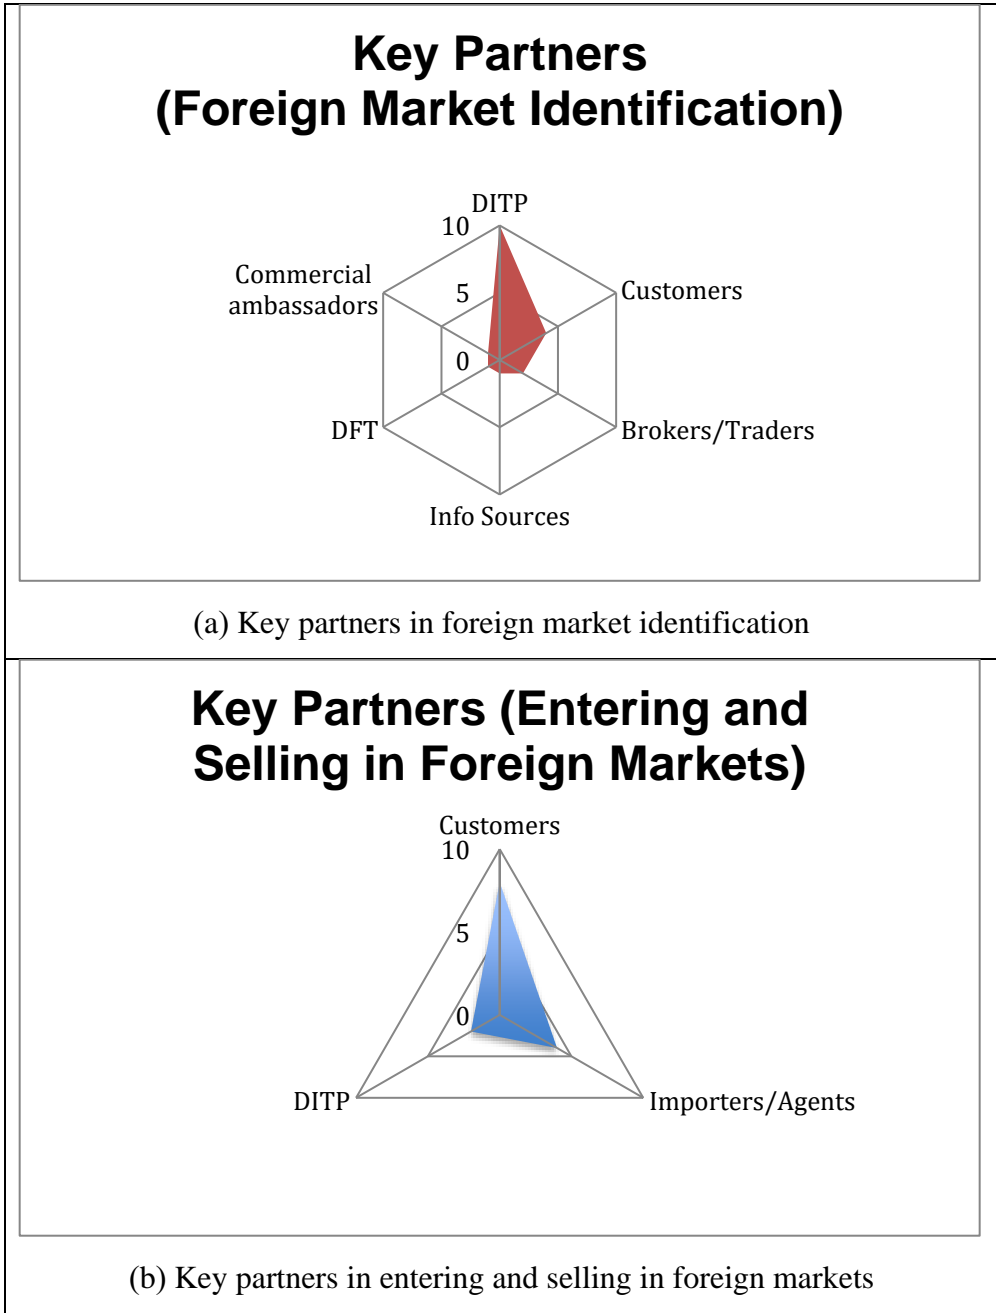 Key Partners
(Foreign Market Identification)
DITP
10
Commercial
ambassadors
5
Customers
0
DFT
Brokers/Traders
Info Sources
(a) Key partners in foreign market identification
Key Partners (Entering and
Selling in Foreign Markets)
Customers
10
5
0
DITP
Importers/Agents
(b) Key partners in entering and selling in foreign markets